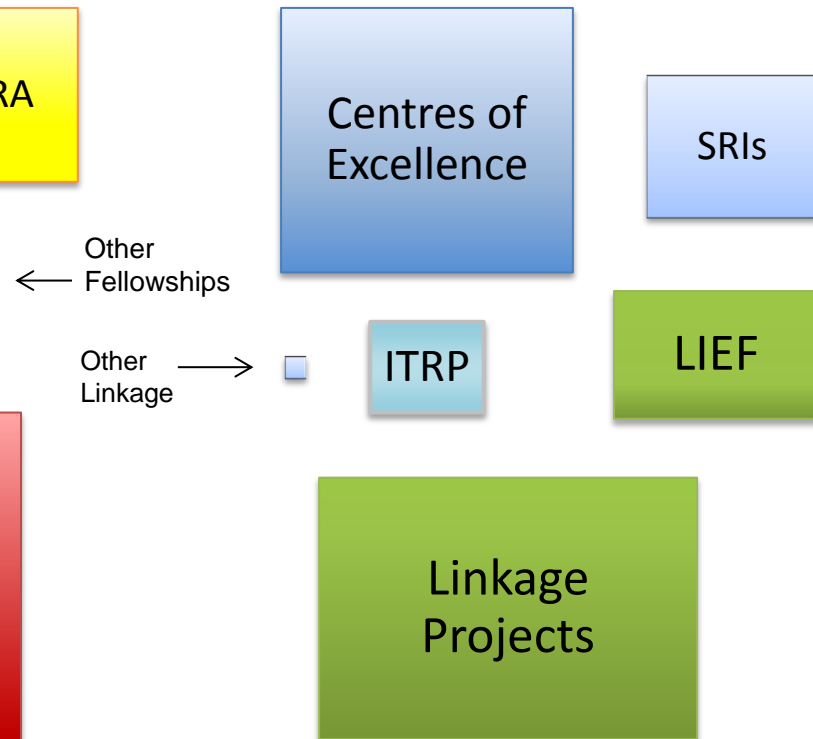 RA
Centres of
Excellence
SRIs
Other
Fellowships
Other
Linkage
ITRP
LIEF
Linkage
Projects